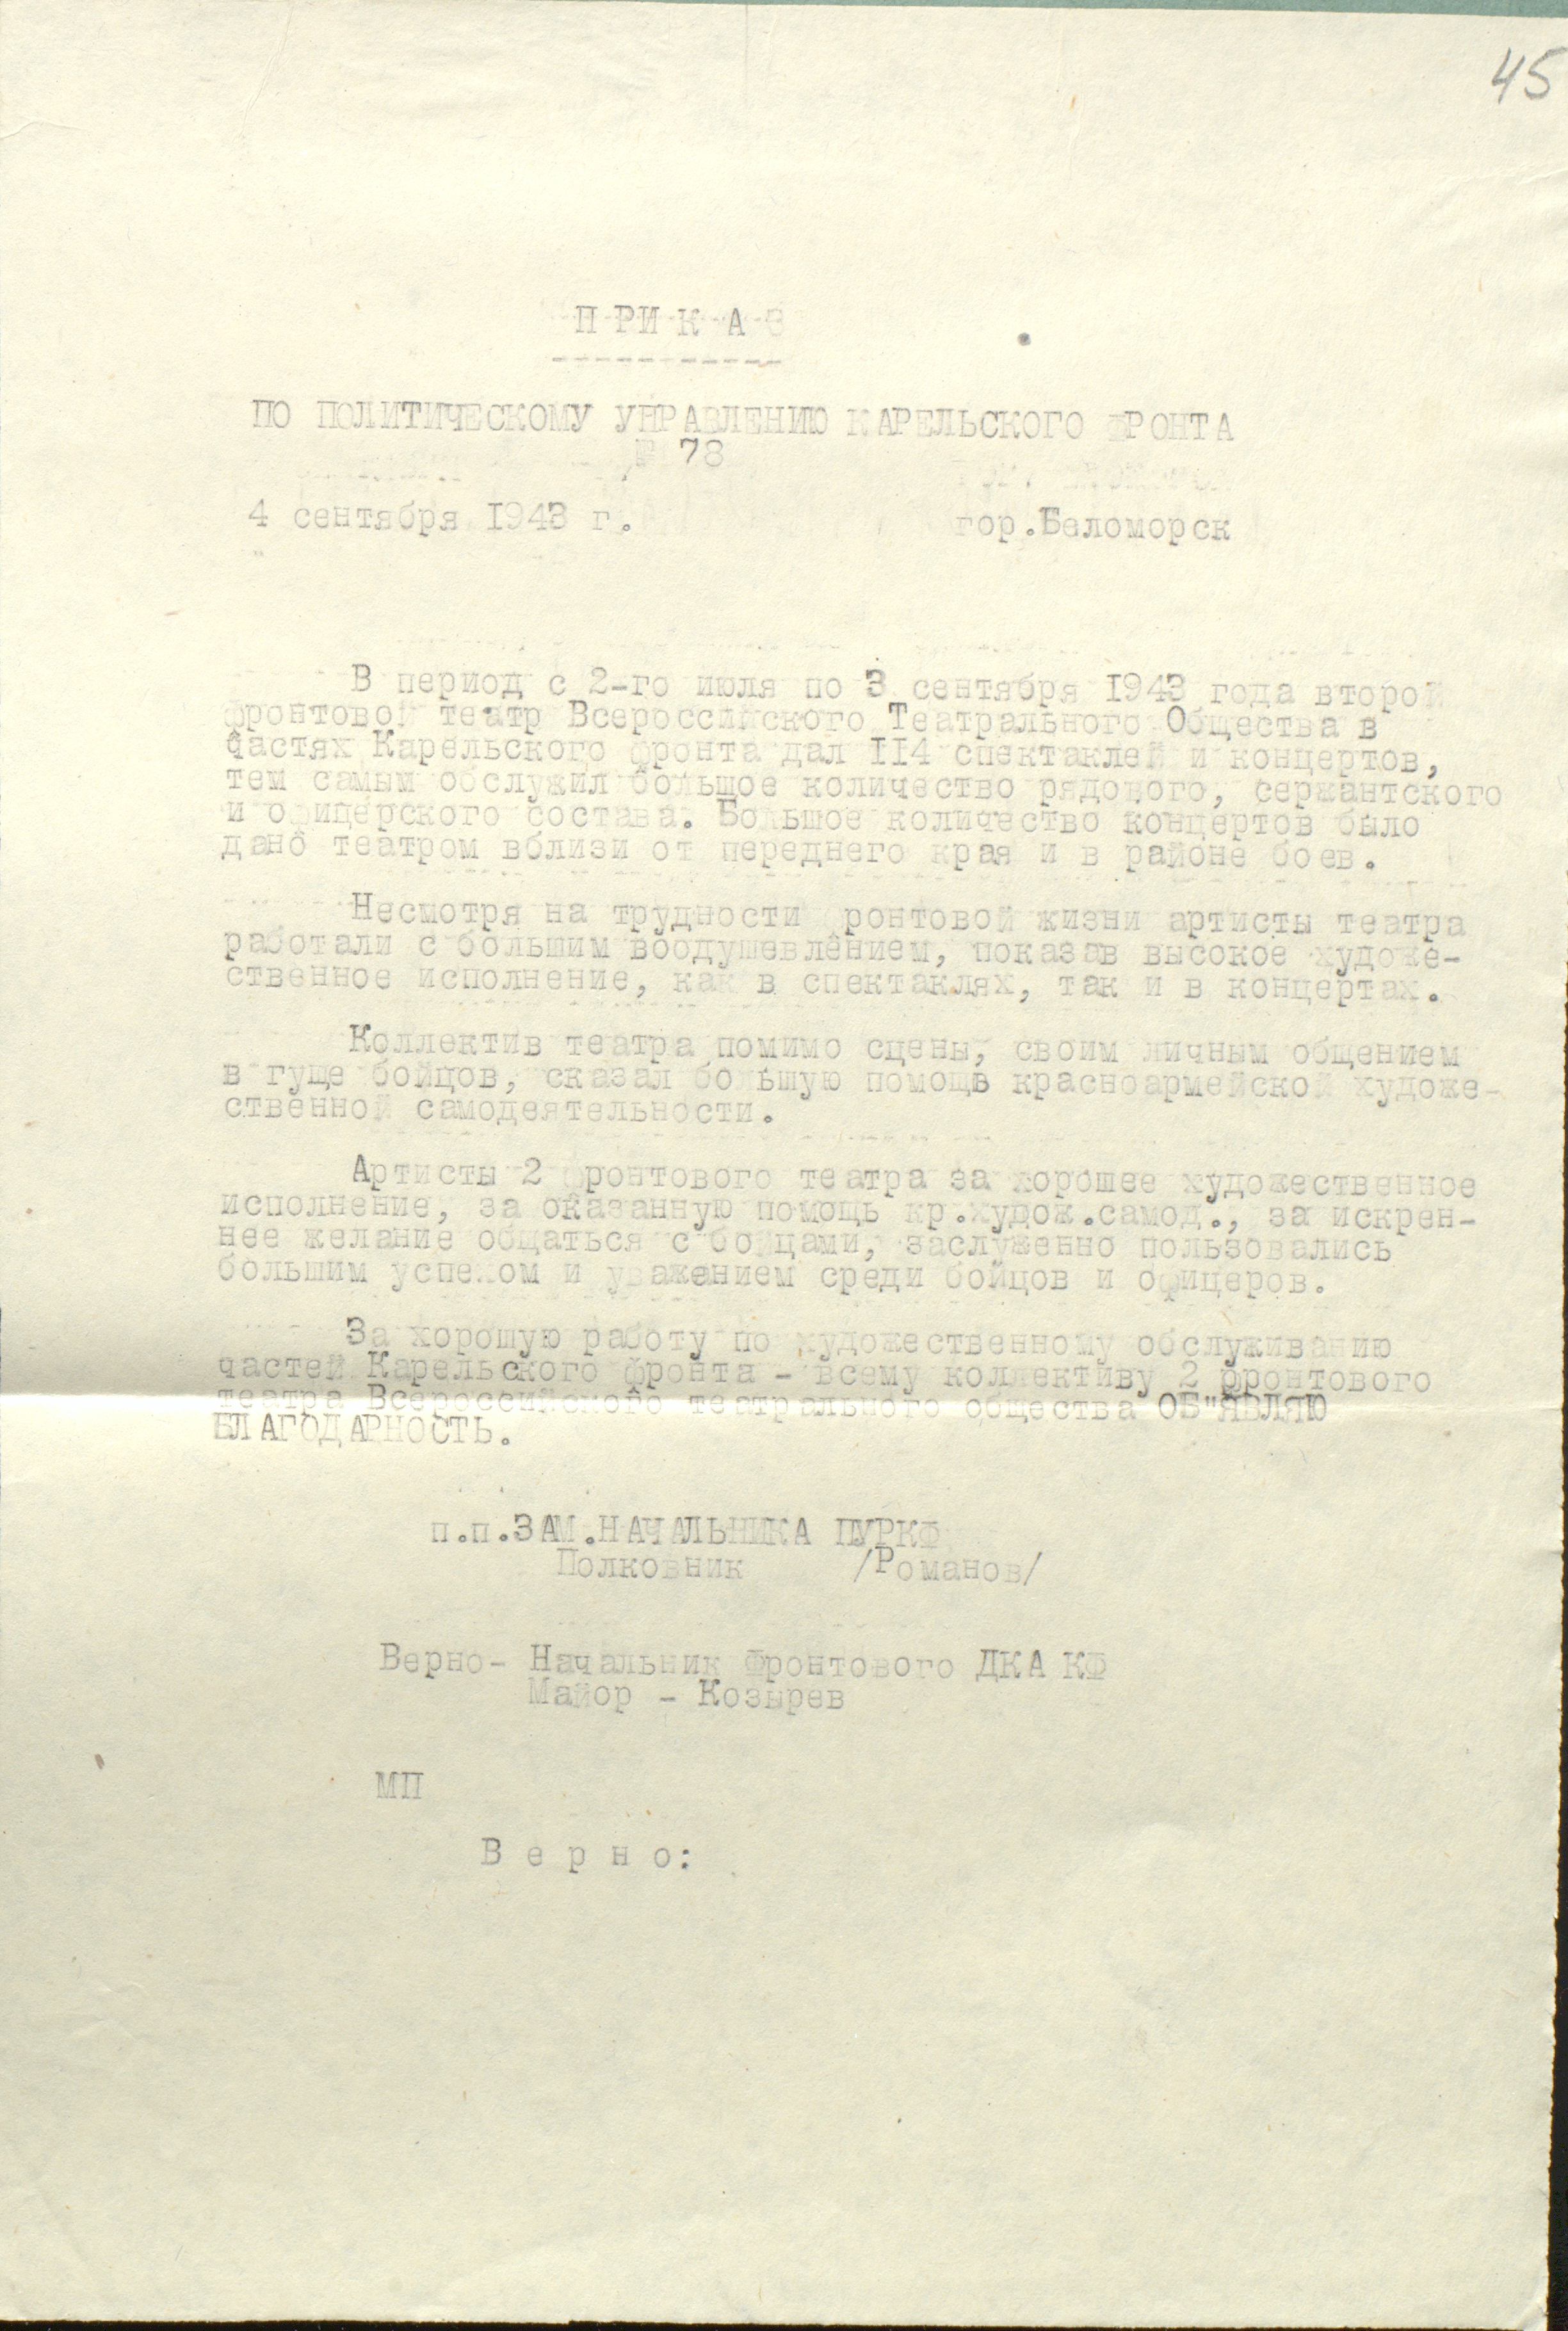 45
П Р И К А З
ПО ПОЛИТИЧЕСКОМУ УПРАВЛЕНИЮ КАРЕЛЬСКОГО ФРОНТА
№ 78
4 сентября 1943 г.
гор.Беломорск
В период с 2-го июля по 3 сентября 1943 года второй
фронтовой театр Всероссийского Театрального Общества в
частях Карельского фронта дал II4 спектаклей и концертов,
тем самым обслужил большое количество рядового, сержантского
и офицерского состава. Большое количество концертов было
дано театром вблизи от переднего края и в районе боев.
Несмотря на трудности фронтовой жизни артисты театра
работали с большим воодушевлением, показав высокое художе-
ственное исполнение, как в спектаклях, так и в концертах.
Коллектив театра помимо сцены, своим личным общением
в гуще бойцов, сказал большую помощь красноармейской художе-
ственной самодеятельности.
Артисты 2 фронтового театра за хорошее художественное
исполнение, за оказанную помощь кр.худож.самод., за искрен-
нее желание общаться с бойцами, заслуженно пользовались
большим успехом и уважением среди бойцов и офицеров.
За хорошую работу по художественному обслуживанию
частей Карельского фронта - всему коллективу 2 фронтового
театра Всероссийского театрального общества ОБ"ЯВЛЯЮ
БЛАГОДАРНОСТЬ.
п.п.ЗАМ.НАЧАЛЬНИКА ПУРКФ
Полковник /Романов/
Верно- Начальник Фронтового ДКА КФ
Майор - Козырев
МП
В е р н о: